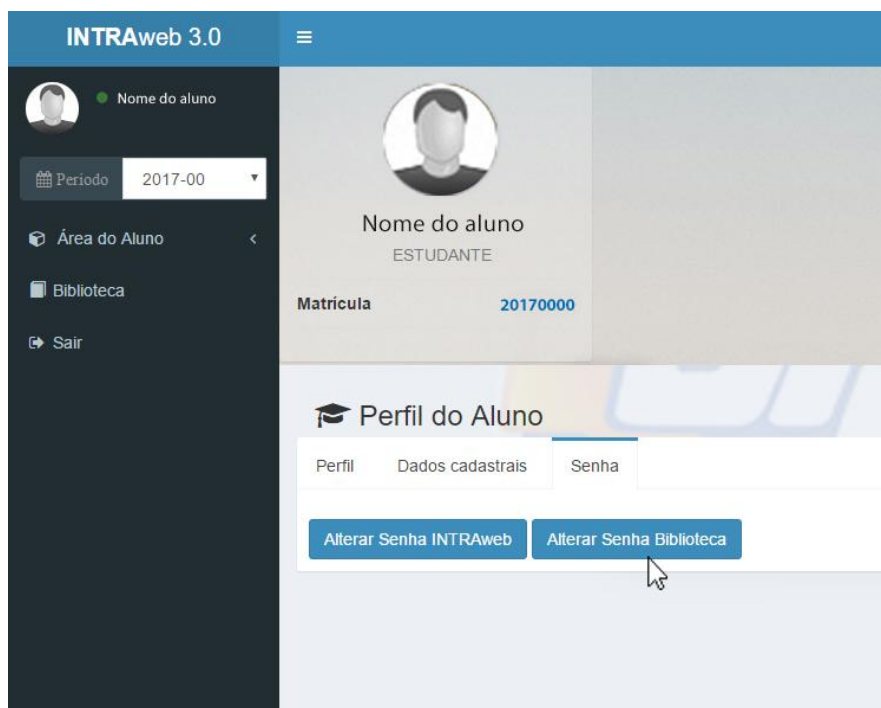 INTRAweb 3.0
Nome do aluno
Periodo 2017-00
Área do Aluno
Biblioteca
Sair
Nome do aluno
ESTUDANTE
Matrícula 20170000
Perfil do Aluno
Perfil Dados cadastrais Senha
Alterar Senha INTRAweb Alterar Senha Biblioteca